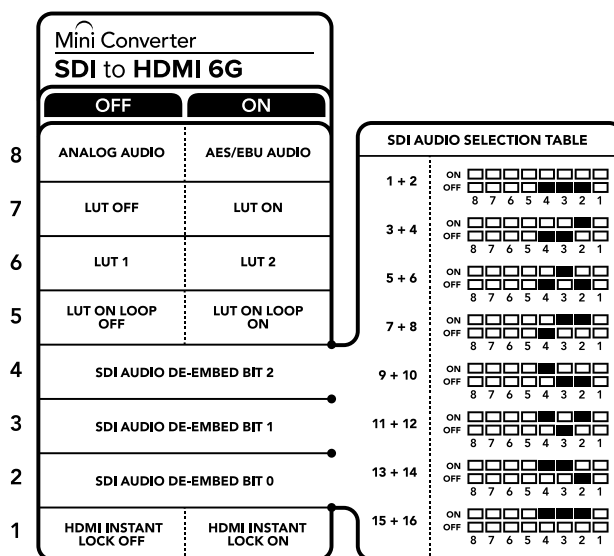 Mini Converter
SDI to HDMI 6G
OFF ON
8 ANALOG AUDIO AES/EBU AUDIO
7 LUT OFF LUT ON
6 LUT 1 LUT 2
5 LUT ON LOOP OFF LUT ON LOOP ON
4 SDI AUDIO DE-EMBED BIT 2
3 SDI AUDIO DE-EMBED BIT 1
2 SDI AUDIO DE-EMBED BIT 0
1 HDMI INSTANT LOCK OFF HDMI INSTANT LOCK ON
SDI AUDIO SELECTION TABLE
1 + 2
ON
OFF
8 7 6 5 4 3 2 1
3 + 4
ON
OFF
8 7 6 5 4 3 2 1
5 + 6
ON
OFF
8 7 6 5 4 3 2 1
7 + 8
ON
OFF
8 7 6 5 4 3 2 1
9 + 10
ON
OFF
8 7 6 5 4 3 2 1
11 + 12
ON
OFF
8 7 6 5 4 3 2 1
13 + 14
ON
OFF
8 7 6 5 4 3 2 1
15 + 16
ON
OFF
8 7 6 5 4 3 2 1